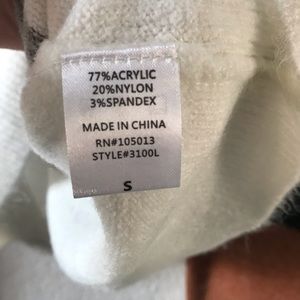 77%ACRYLIC
20%NYLON
3%SPANDEX
MADE IN CHINA
RN#105013
STYLE#3100L
S